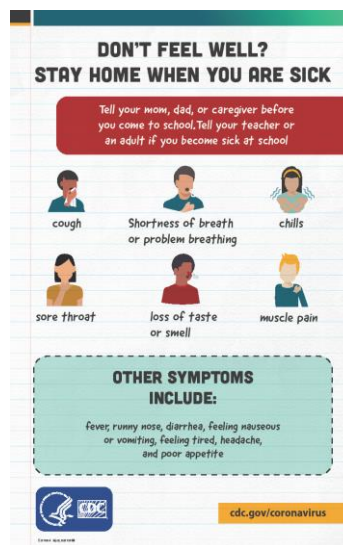 DON'T FEEL WELL?
STAY HOME WHEN YOU ARE SICK
Tell your mom, dad, or caregiver before
you come to school. Tell your teacher or
an adult if you become sick at school
cough
Shortness of breath
or problem breathing
chills
sore throat
loss of taste
or smell
muscle pain
OTHER SYMPTOMS
INCLUDE:
fever, runny nose, diarrhea, feeling nauseous
or vomiting, feeling tired, headache,
and poor appetite
CDC
cdc.gov/coronavirus